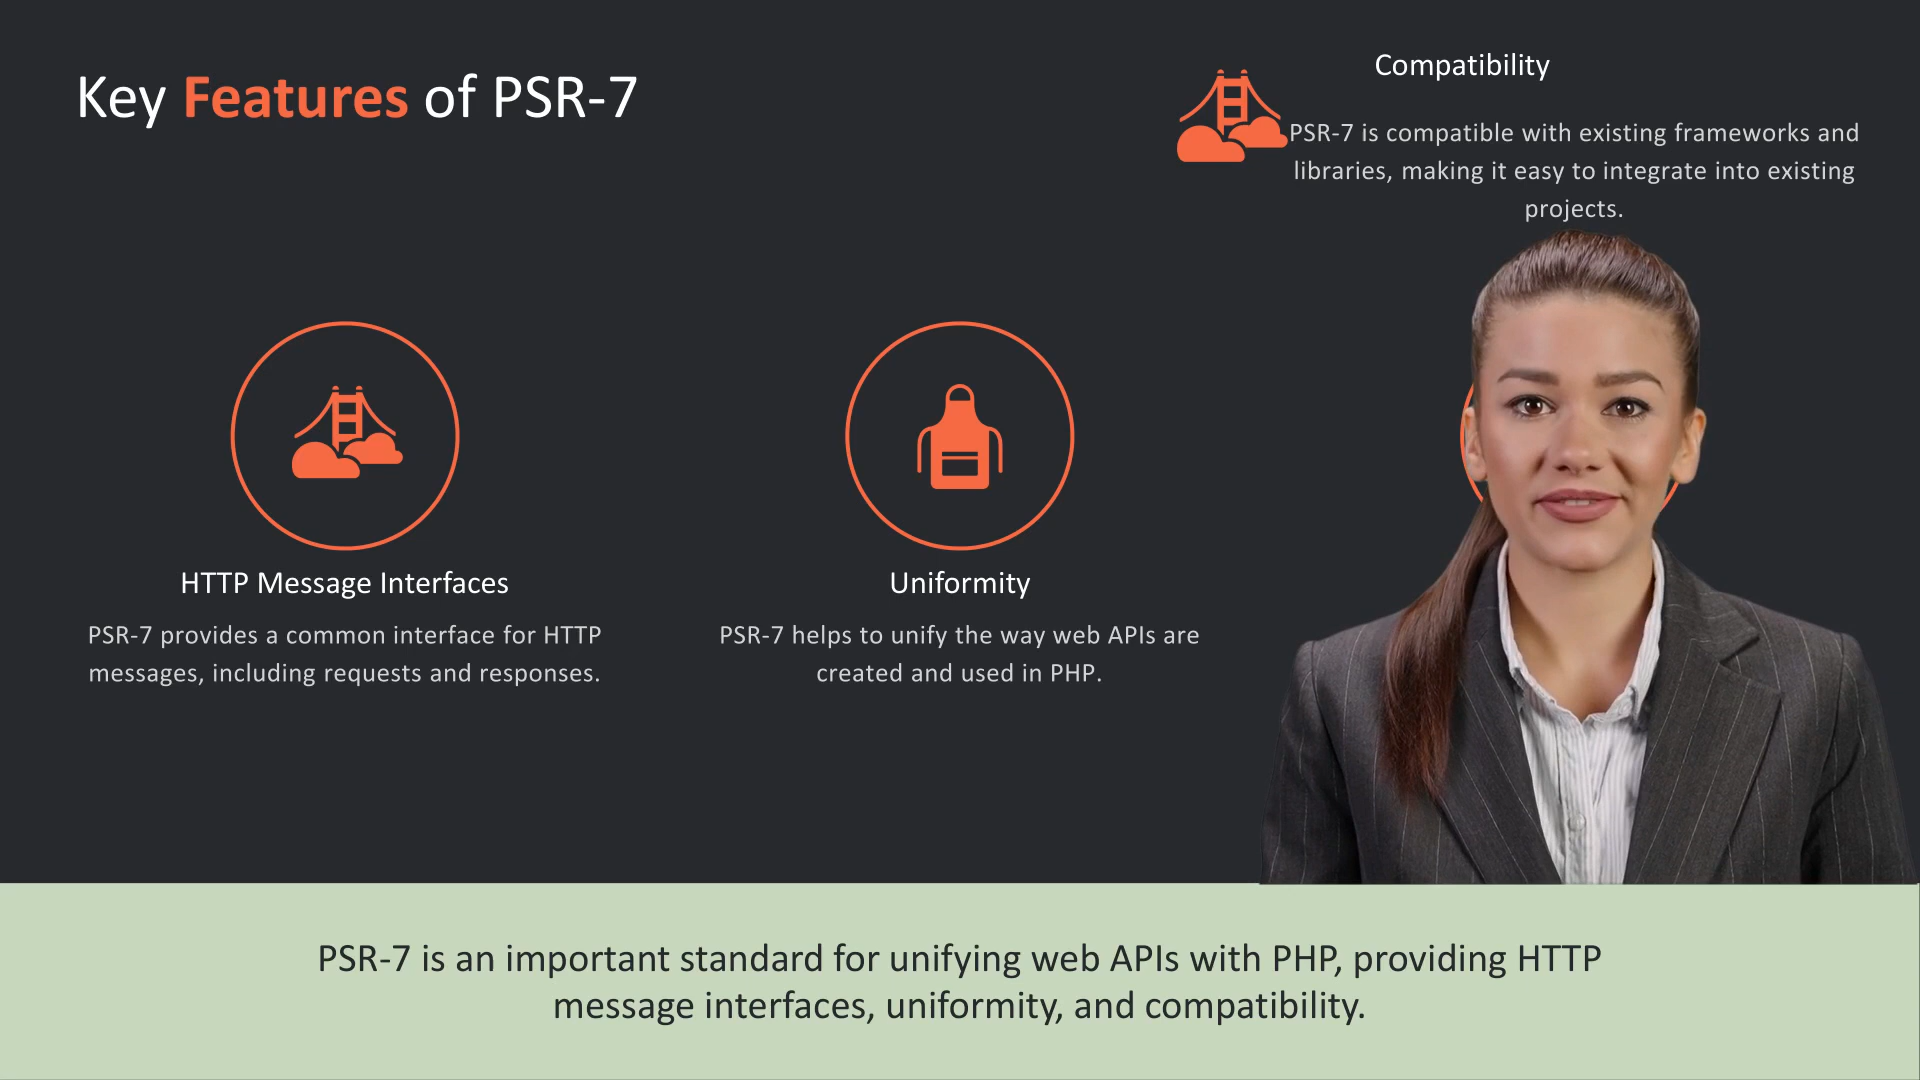 Key Features of PSR-7
Compatibility
PSR-7 is compatible with existing frameworks and
libraries, making it easy to integrate into existing
projects.
HTTP Message Interfaces
PSR-7 provides a common interface for HTTP
messages, including requests and responses.
Uniformity
PSR-7 helps to unify the way web APIs are
created and used in PHP.
PSR-7 is an important standard for unifying web APIs with PHP, providing HTTP
message interfaces, uniformity, and compatibility.